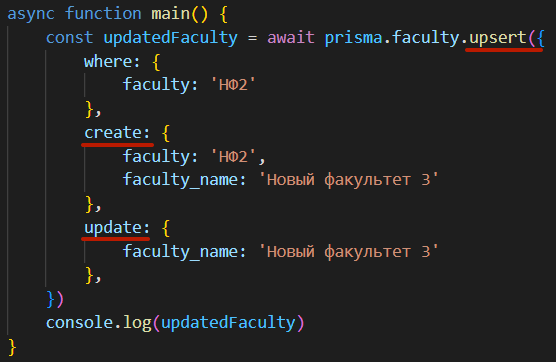 async function main() {
    const updatedFaculty = await prisma.faculty.upsert({
        where: {
            faculty: 'НФ2'
        },
        create: {
            faculty: 'НФ2',
            faculty_name: 'Новый факультет 3'
        },
        update: {
            faculty_name: 'Новый факультет 3'
        },
    })
    console.log(updatedFaculty)
}